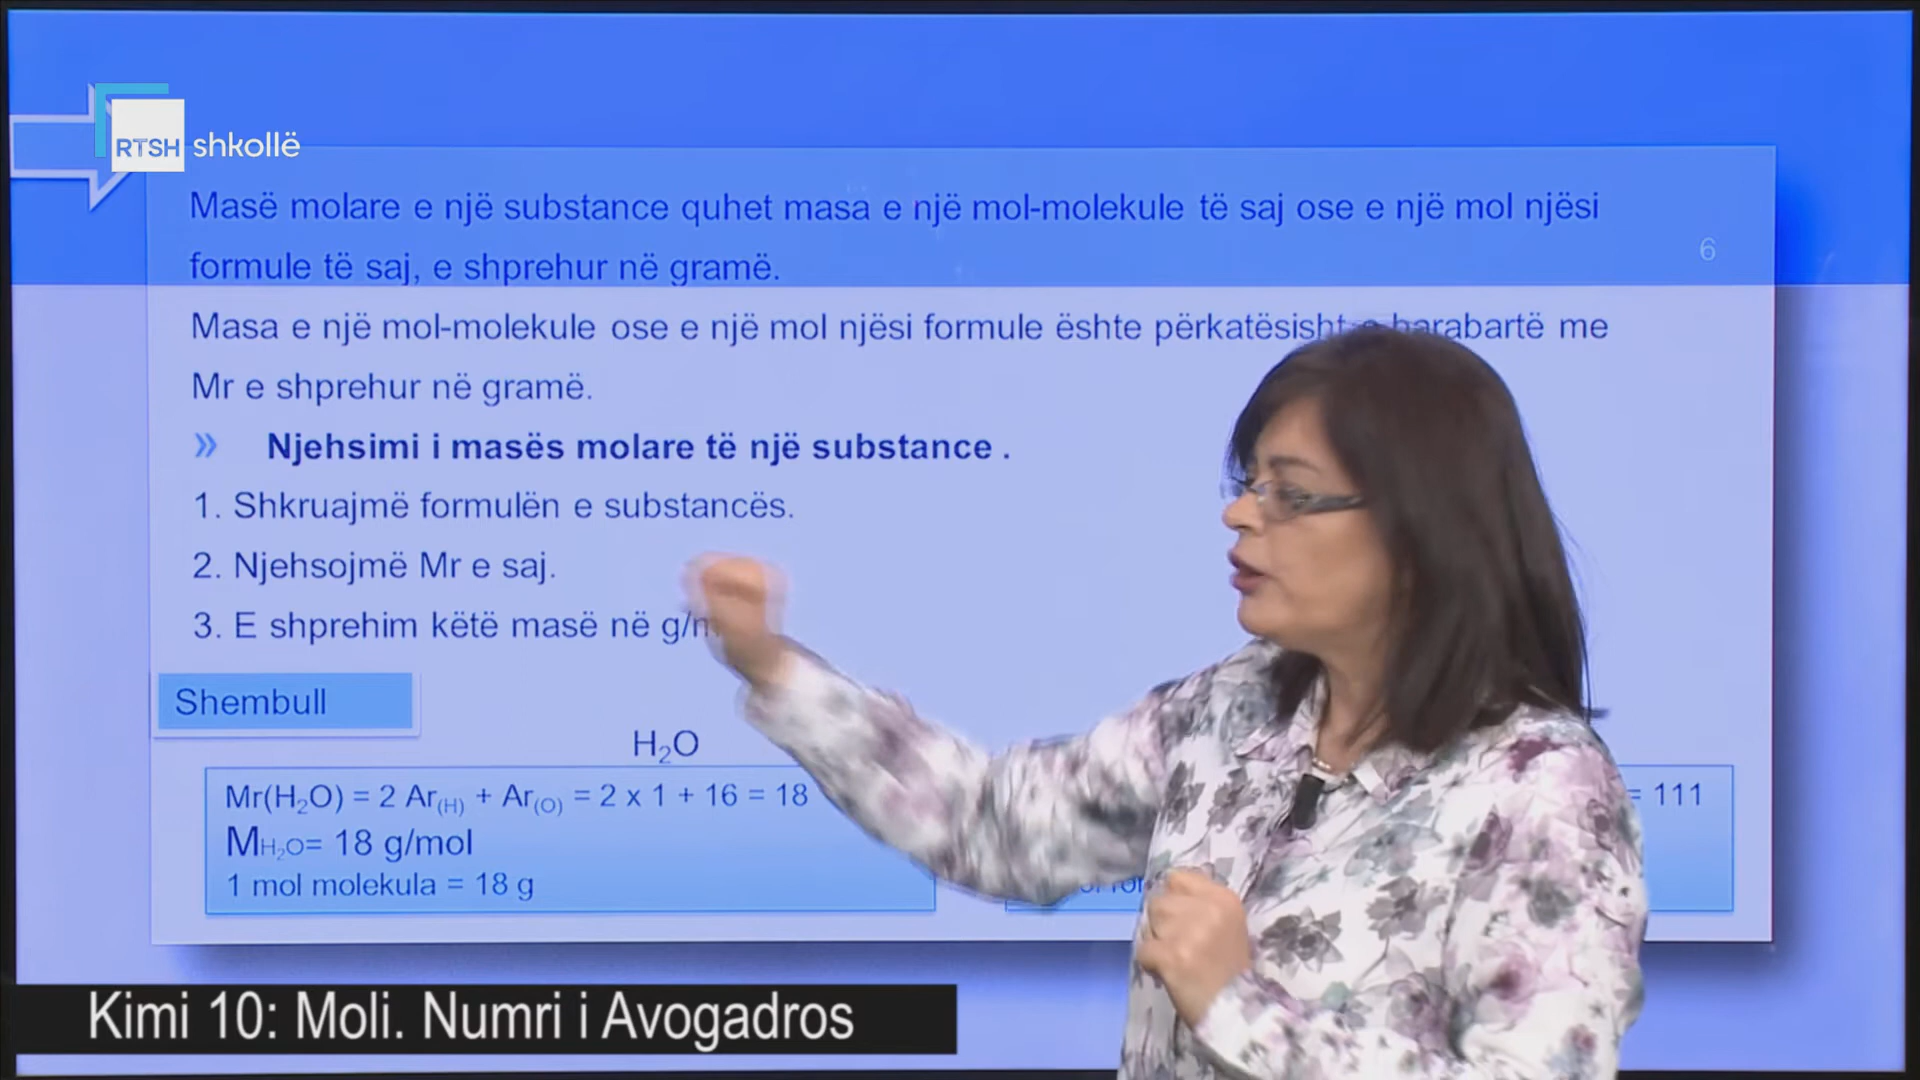 RTSH shkollë
Masë molare e një substance quhet masa e një mol-molekule të saj ose e një mol njësi
formule të saj, e shprehur në gramë.
6
Masa e një mol-molekule ose e një mol njësi formule ështe përkatësisht e barabartë me
Mr e shprehur në gramë.
» Njehsimi i masës molare të një substance .
1. Shkruajmë formulën e substancës.
2. Njehsojmë Mr e saj.
3. E shprehim këtë masë në
Shembull
H₂O
Mr(H₂O) = 2 Ar(H) + Ar(O) = 2 x 1 + 16 = 18
= 111
MH₂O= 18 g/mol
1 mol molekula = 18 g
Kimi 10: Moli. Numri i Avogadros